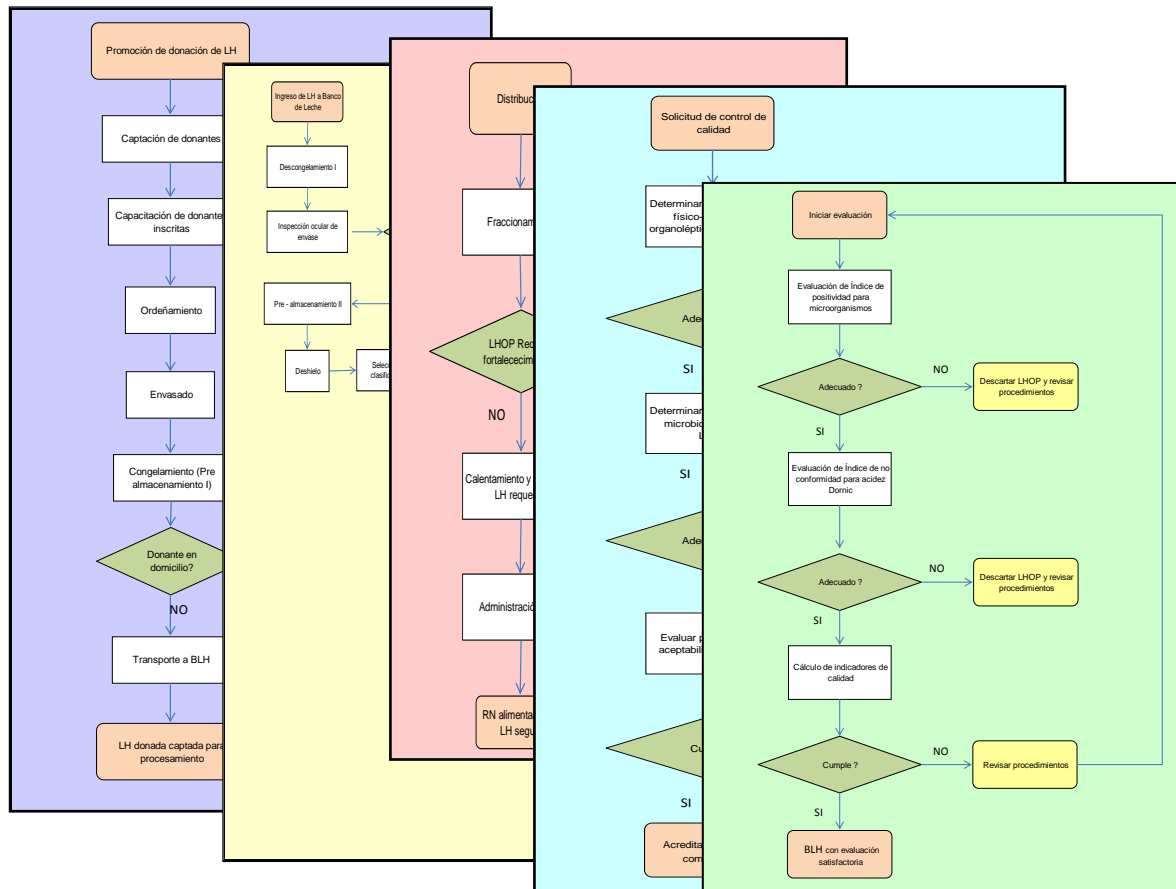 Promoción de donación de LH
Captación de donantes
Capacitación de donante
inscritas
Ordeñamiento
Envasado
Congelamiento (Pre
almacenamiento I)
Donante en
domicilio?
NO
Transporte a BLH
LH donada captada para
procesamiento
Ingreso de LH a Banco
de Leche
Descongelamiento I
Inspección ocular de
envase
Pre - almacenamiento II
Deshielo
Selec
clasific
Distribuc
Fraccionam
LHOP Req
fortalececim
NO
Calentamiento y
LH reque
Administració
RN alimenta
LH segu
Solicitud de control de
calidad
Determinar
físico-
organolépti
Ade
SI
Determinar
microbio
L
SI
Ade
Evaluar p
aceptabili
Cu
SI
Acredita
com
Iniciar evaluación
Evaluación de Índice de
positividad para
microorganismos
Adecuado ?
NO
Descartar LHOP y revisar
procedimientos
SI
Evaluación de Índice de no
conformidad para acidez
Dornic
Adecuado ?
NO
Descartar LHOP y revisar
procedimientos
SI
Cálculo de indicadores de
calidad
Cumple ?
NO
Revisar procedimientos
SI
BLH con evaluación
satisfactoria